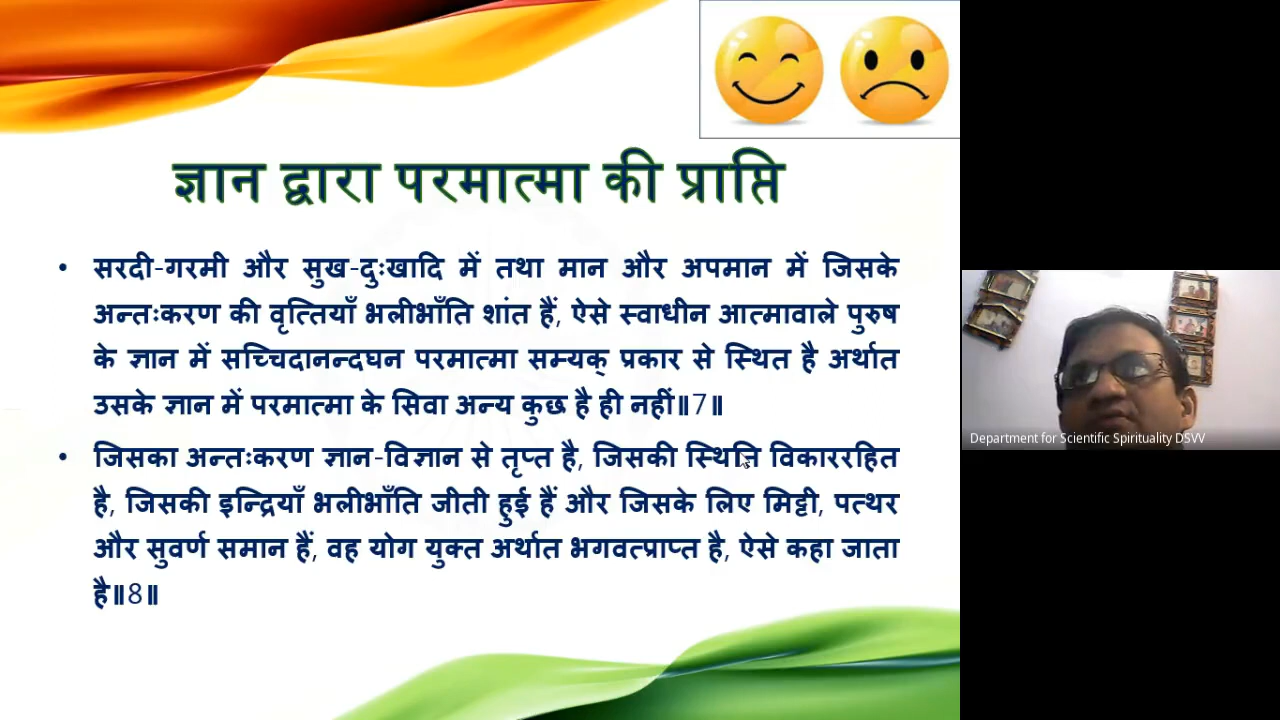 ज्ञान द्वारा परमात्मा की प्राप्ति
• सरदी-गरमी और सुख-दुःखादि में तथा मान और अपमान में जिसके
अन्तःकरण की वृत्तियाँ भलीभाँति शांत हैं, ऐसे स्वाधीन आत्मावाले पुरुष
के ज्ञान में सच्चिदानन्दघन परमात्मा सम्यक् प्रकार से स्थित है अर्थात
उसके ज्ञान में परमात्मा के सिवा अन्य कुछ है ही नहीं॥7॥
• जिसका अन्तःकरण ज्ञान-विज्ञान से तृप्त है, जिसकी स्थिति विकाररहित
है, जिसकी इन्द्रियाँ भलीभाँति जीती हुई हैं और जिसके लिए मिट्टी, पत्थर
और सुवर्ण समान हैं, वह योग युक्त अर्थात भगवत्प्राप्त है, ऐसे कहा जाता
है॥8॥
Department for Scientific Spirituality DSVV